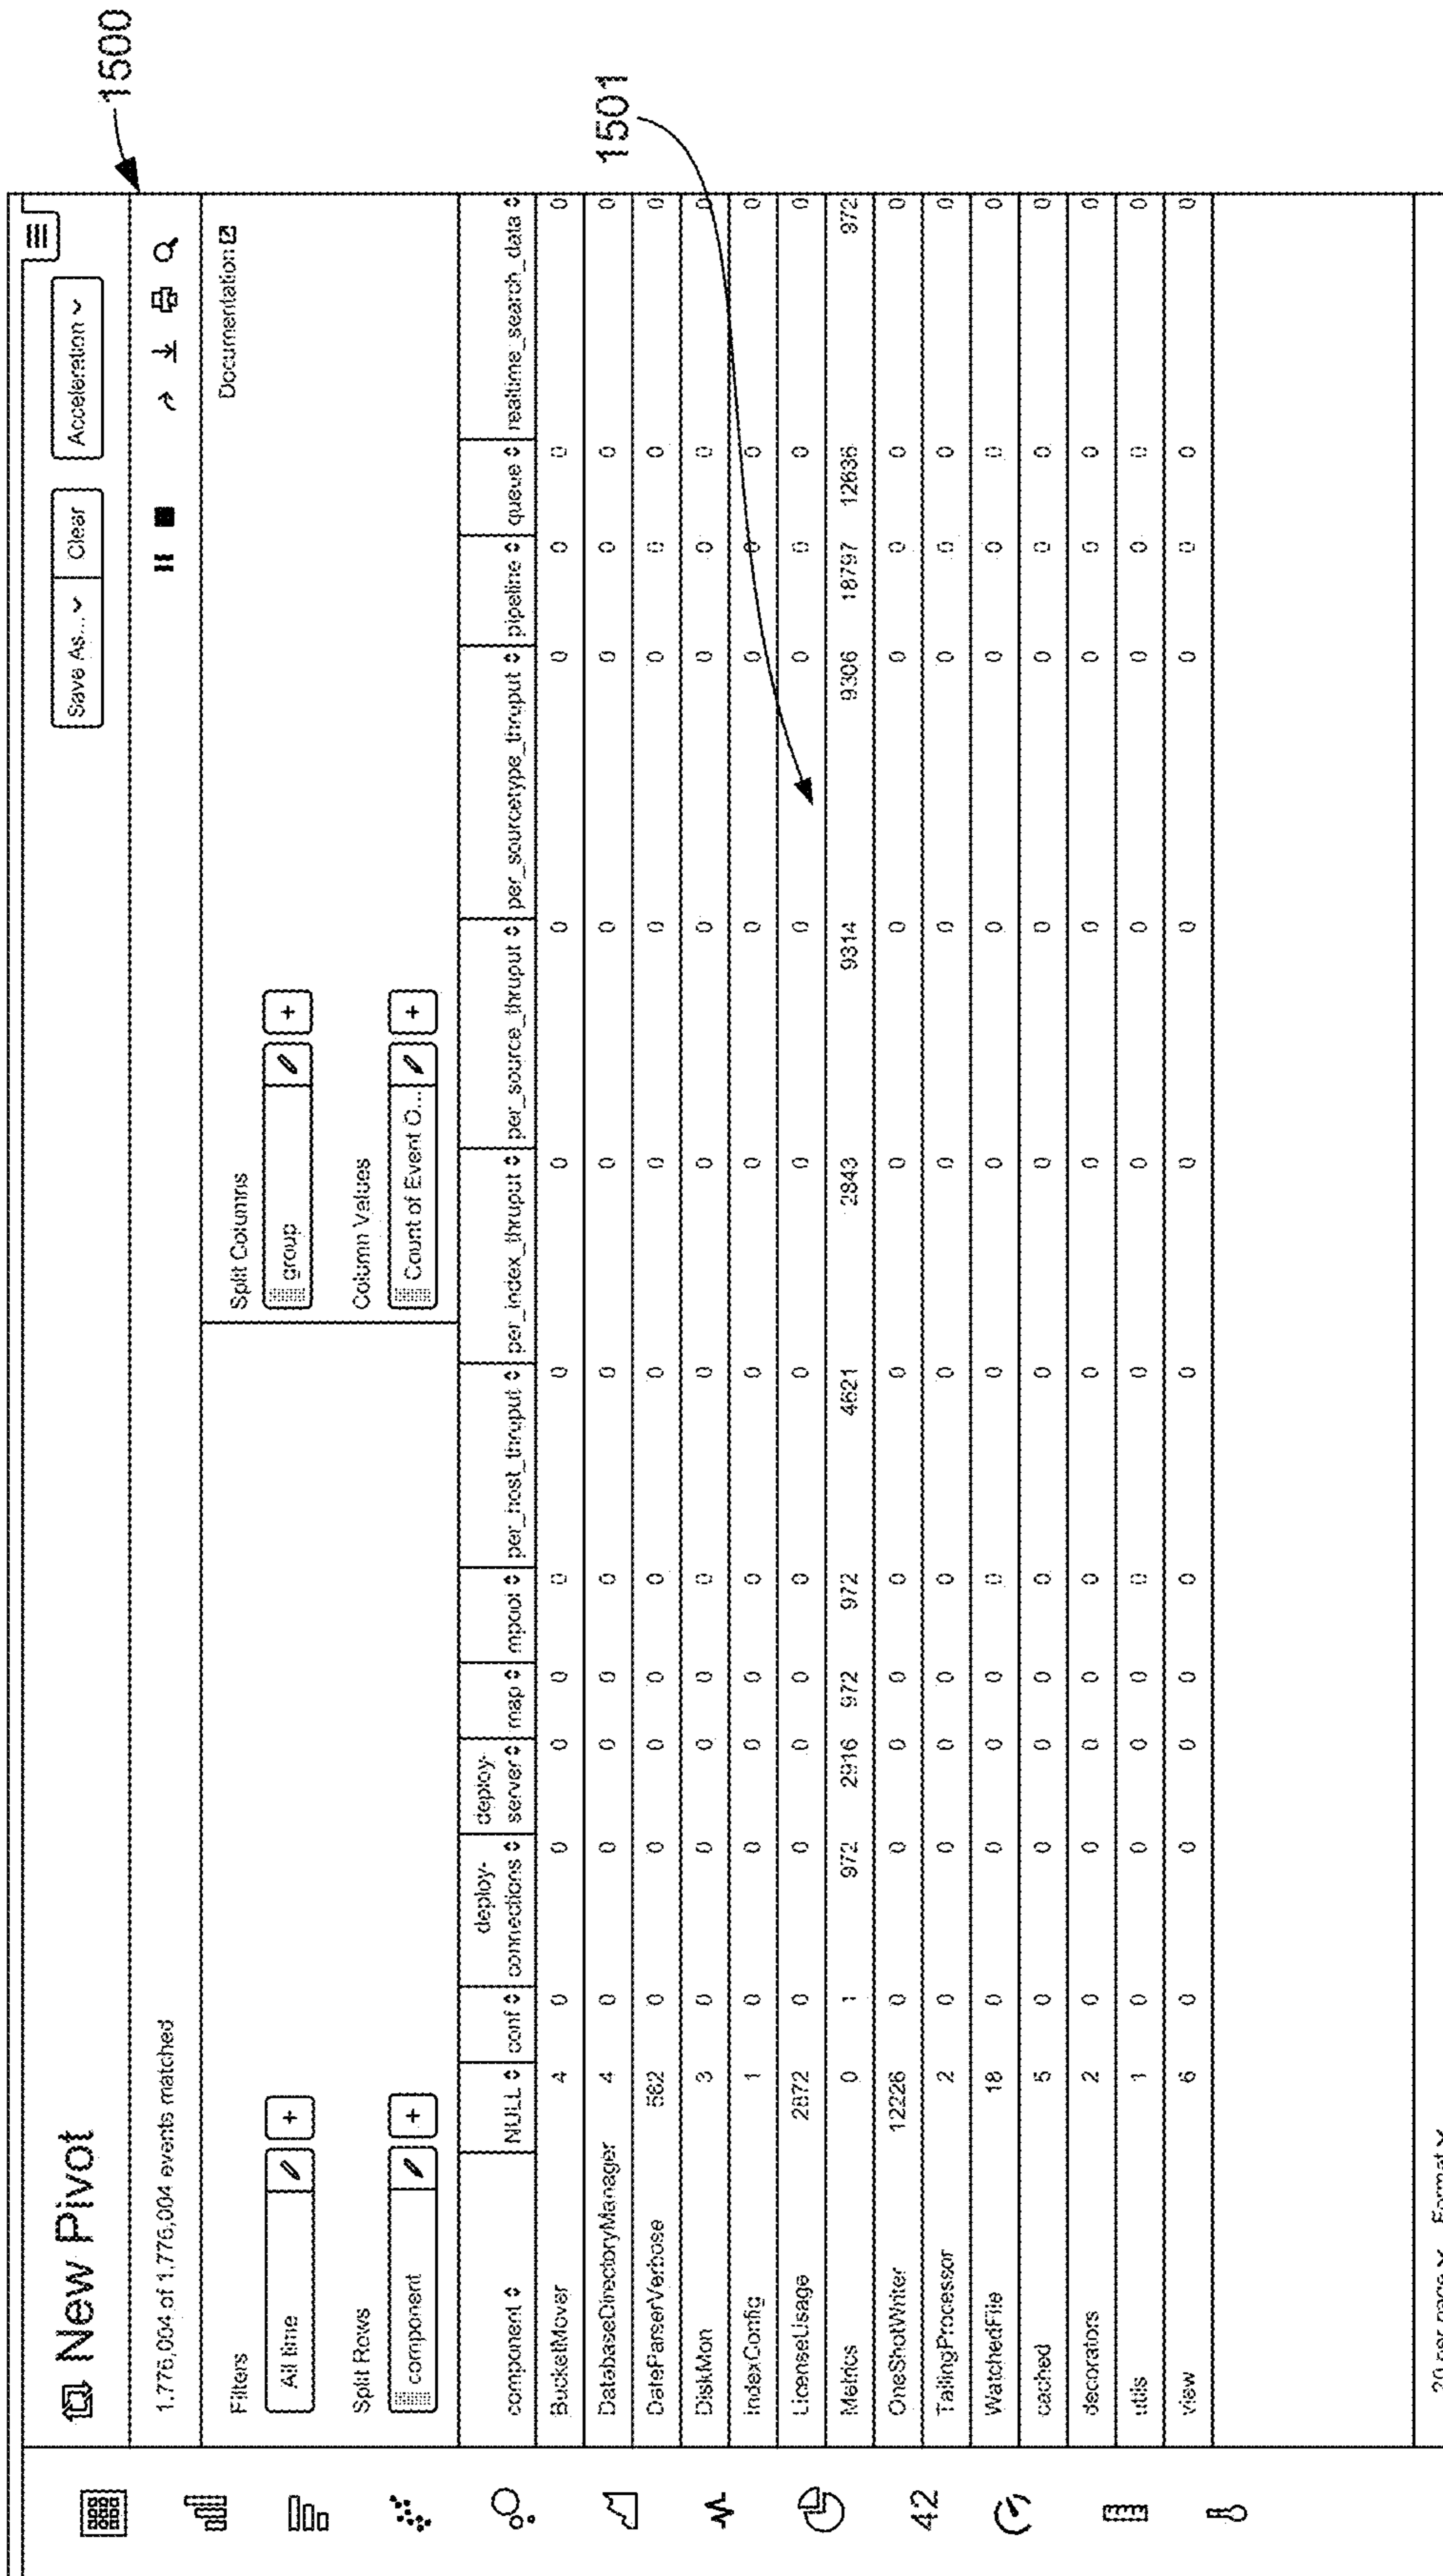 1500
New Pivot
Save As... Clear Acceleration
1,776,004 of 1,776,004 events matched
Filters
All time +
Split Columns
group +
Documentation
Split Rows
component +
Column Values
Count of Event O... +
1501
component NULL conf deploy-connections deploy-server map mpool per_host_thruput per_index_thruput per_source_thruput per_sourcetype_thruput pipeline queue realtime_search_data
BucketMover 4 0 0 0 0 0 0 0 0 0 0 0 0
DatabaseDirectoryManager 4 0 0 0 0 0 0 0 0 0 0 0 0
DateParserVerbose 562 0 0 0 0 0 0 0 0 0 0 0 0
DiskMon 3 0 0 0 0 0 0 0 0 0 0 0 0
IndexConfig 1 0 0 0 0 0 0 0 0 0 0 0 0
LicenseUsage 2872 0 0 0 0 0 0 0 0 0 0 0 0
Metrics 0 1 972 2916 972 972 4621 2843 9314 9306 18797 12636 972
OneShotWriter 12226 0 0 0 0 0 0 0 0 0 0 0 0
TailingProcessor 2 0 0 0 0 0 0 0 0 0 0 0 0
WatchedFile 18 0 0 0 0 0 0 0 0 0 0 0 0
cached 5 0 0 0 0 0 0 0 0 0 0 0 0
decorators 2 0 0 0 0 0 0 0 0 0 0 0 0
utils 1 0 0 0 0 0 0 0 0 0 0 0 0
view 6 0 0 0 0 0 0 0 0 0 0 0 0
42
20 per page Format